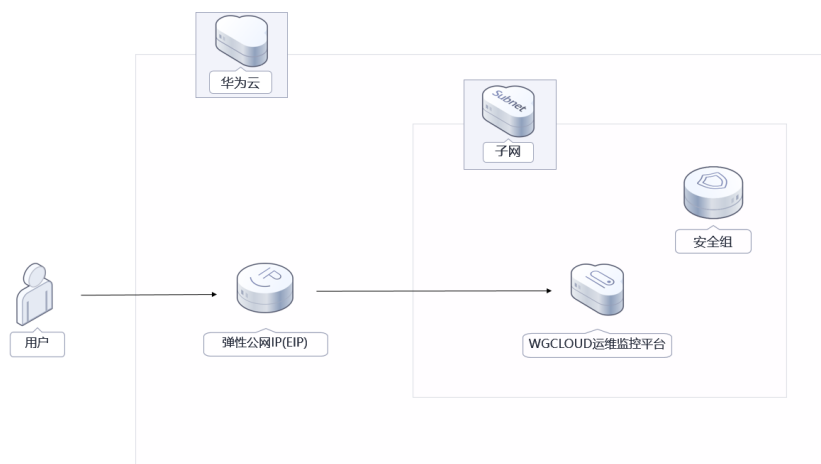 华为云
Subnet
子网
安全组
IP
用户
弹性公网IP(EIP)
WGCLOUD运维监控平台